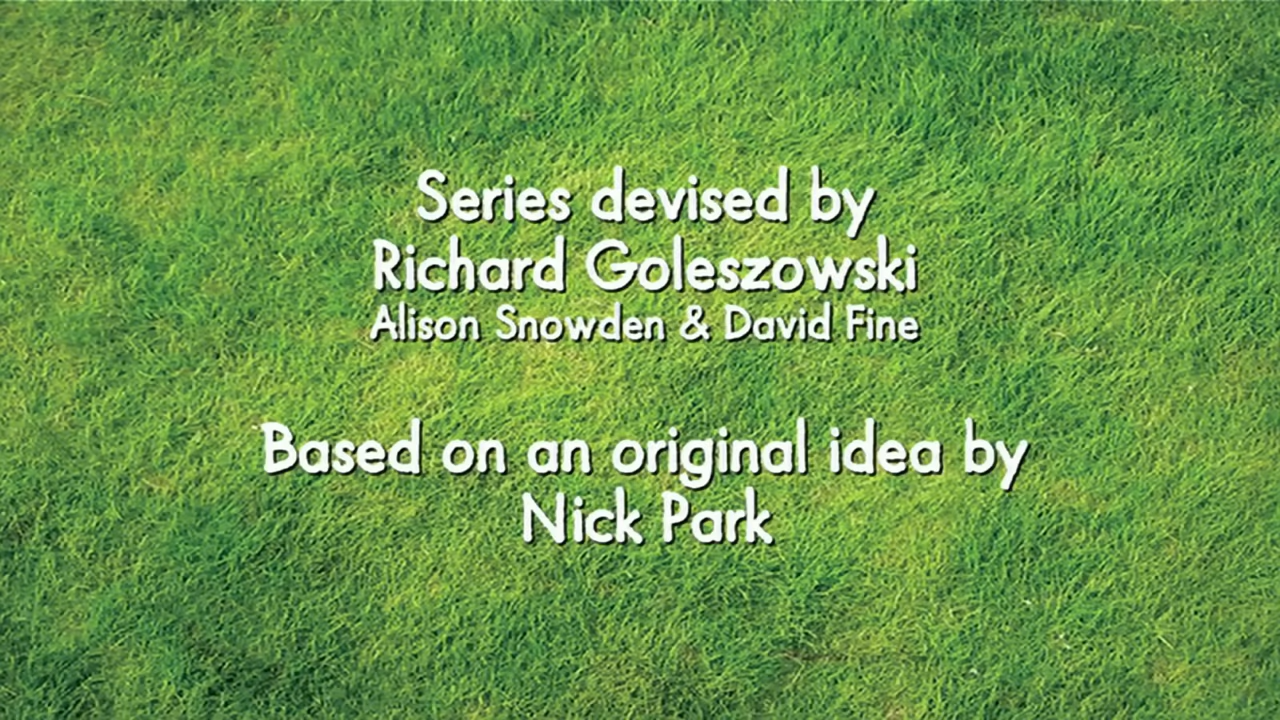 Series devised by
Richard Goleszowski
Alison Snowden & David Fine
Based on an original idea by
Nick Park